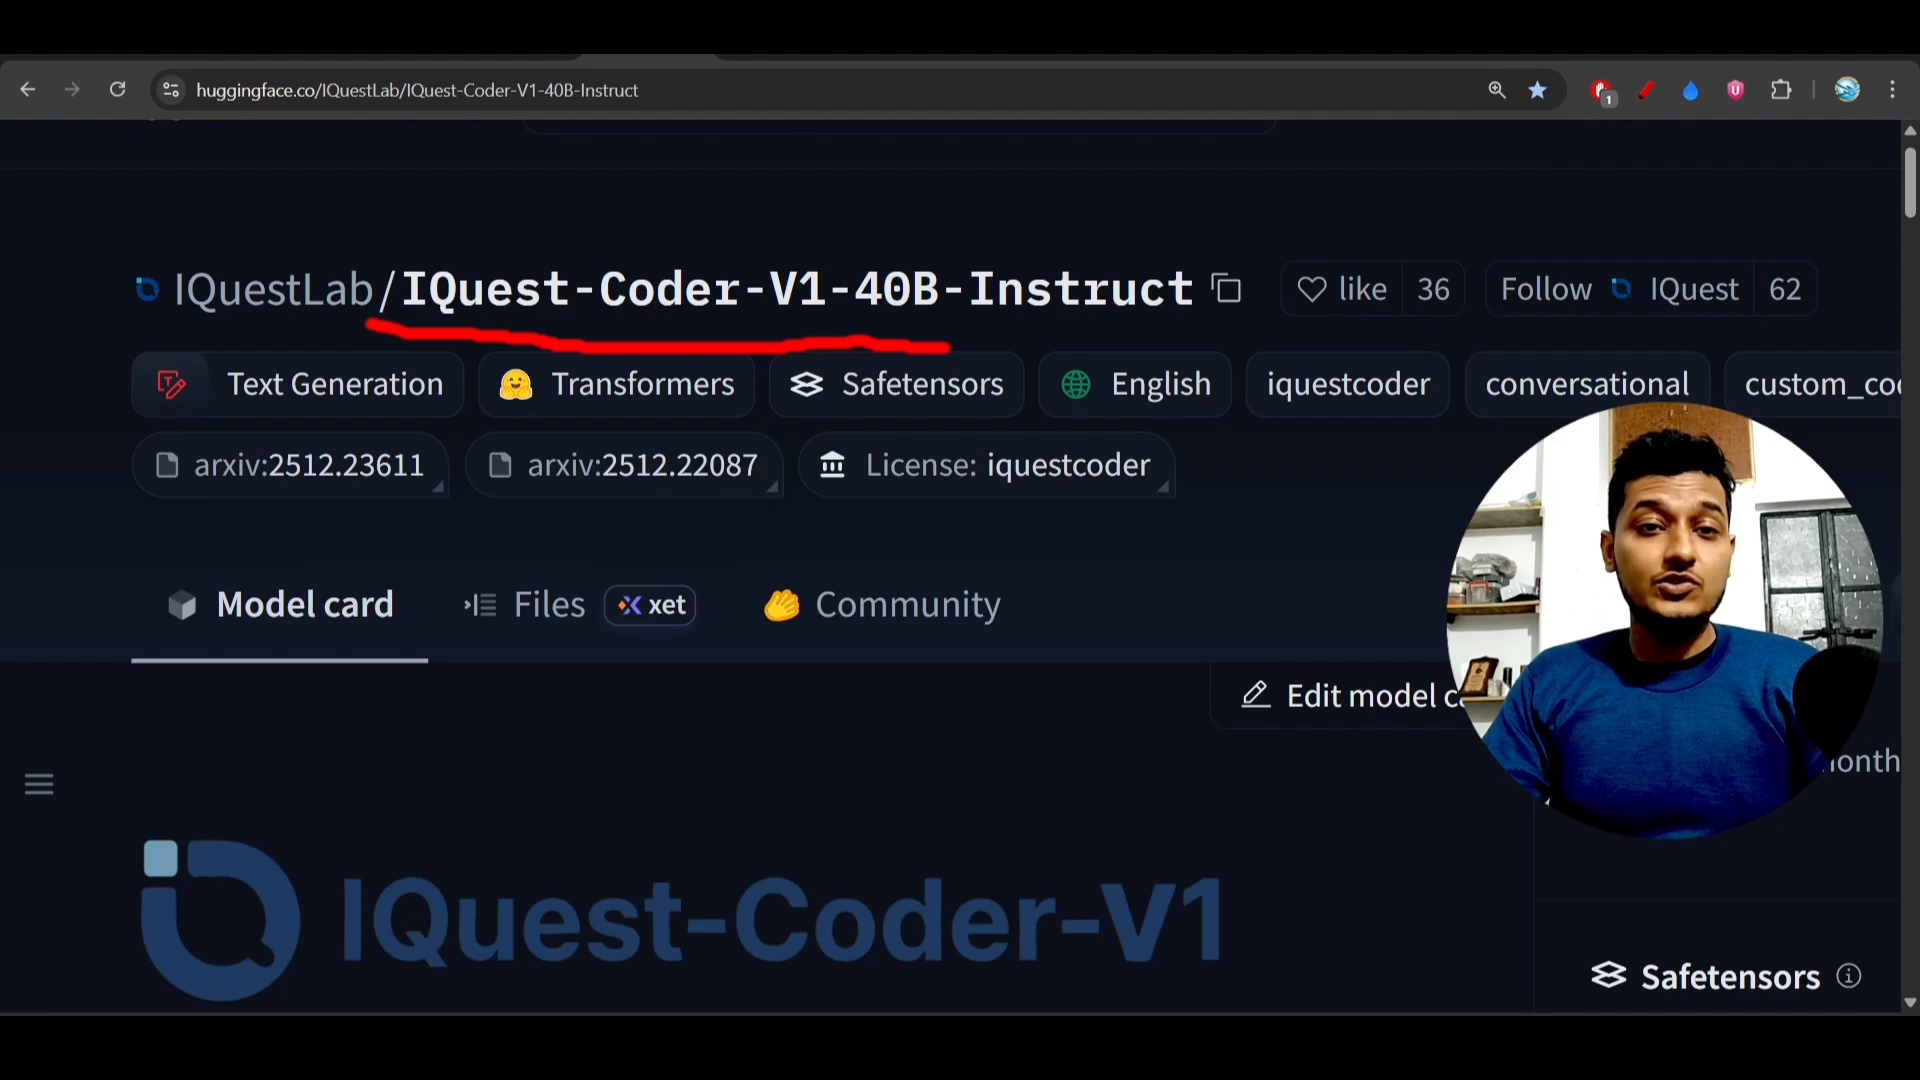 huggingface.co/IQuestLab/IQuest-Coder-V1-40B-Instruct
1
IQuestLab/IQuest-Coder-V1-40B-Instruct
like 36
Follow IQuest 62
Text Generation Transformers Safetensors English iquestcoder conversational
arxiv:2512.23611 arxiv:2512.22087 License: iquestcoder
Model card Files xet Community
Edit model
IQuest-Coder-V1
Safetensors